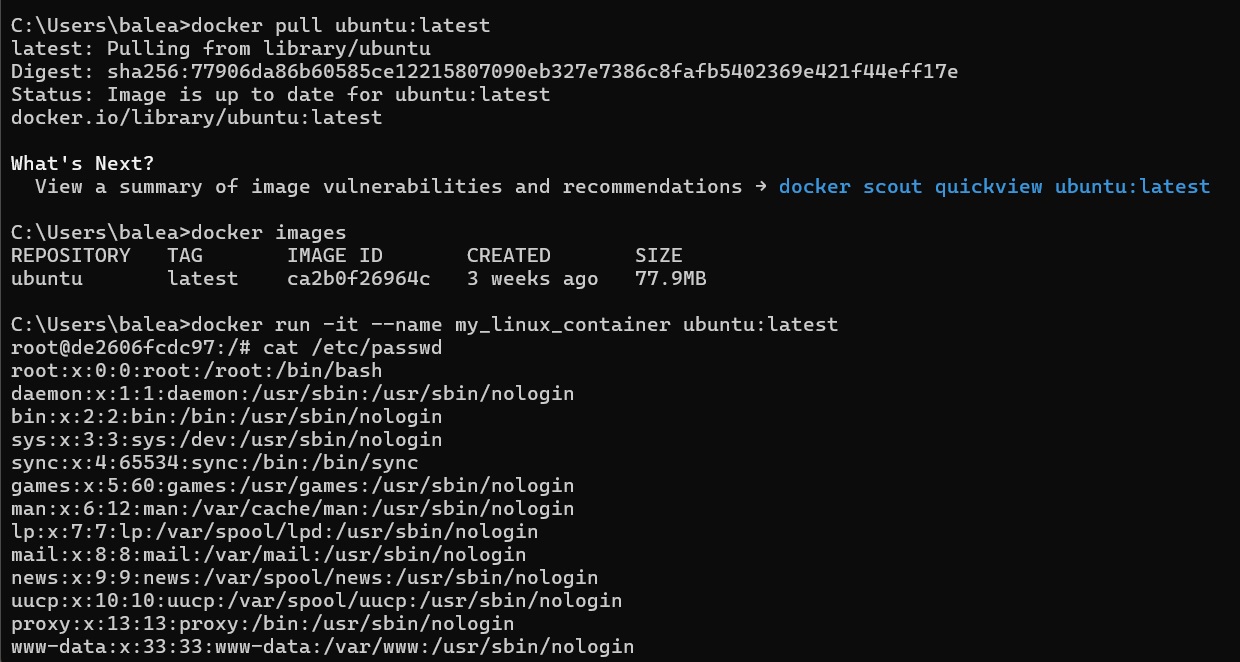 C:\Users\balea>docker pull ubuntu:latest
latest: Pulling from library/ubuntu
Digest: sha256:77906da86b60585ce12215807090eb327e7386c8fafb5402369e421f44eff17e
Status: Image is up to date for ubuntu:latest
docker.io/library/ubuntu:latest
What's Next?
  View a summary of image vulnerabilities and recommendations → docker scout quickview ubuntu:latest
C:\Users\balea>docker images
REPOSITORY   TAG       IMAGE ID       CREATED       SIZE
ubuntu       latest    ca2b0f26964c   3 weeks ago   77.9MB
C:\Users\balea>docker run -it --name my_linux_container ubuntu:latest
root@de2606fcdc97:/# cat /etc/passwd
root:x:0:0:root:/root:/bin/bash
daemon:x:1:1:daemon:/usr/sbin:/usr/sbin/nologin
bin:x:2:2:bin:/bin:/usr/sbin/nologin
sys:x:3:3:sys:/dev:/usr/sbin/nologin
sync:x:4:65534:sync:/bin:/bin/sync
games:x:5:60:games:/usr/games:/usr/sbin/nologin
man:x:6:12:man:/var/cache/man:/usr/sbin/nologin
lp:x:7:7:lp:/var/spool/lpd:/usr/sbin/nologin
mail:x:8:8:mail:/var/mail:/usr/sbin/nologin
news:x:9:9:news:/var/spool/news:/usr/sbin/nologin
uucp:x:10:10:uucp:/var/spool/uucp:/usr/sbin/nologin
proxy:x:13:13:proxy:/bin:/usr/sbin/nologin
www-data:x:33:33:www-data:/var/www:/usr/sbin/nologin